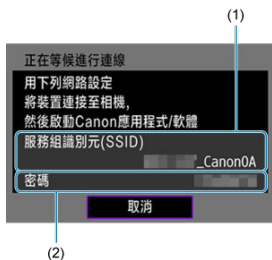 (1)
正在等候進行連線
用下列網路設定
將裝置連接至相機,
然後啟動Canon應用程式/軟體
服務組識別元(SSID)
_Canon0A
密碼
取消
(2)